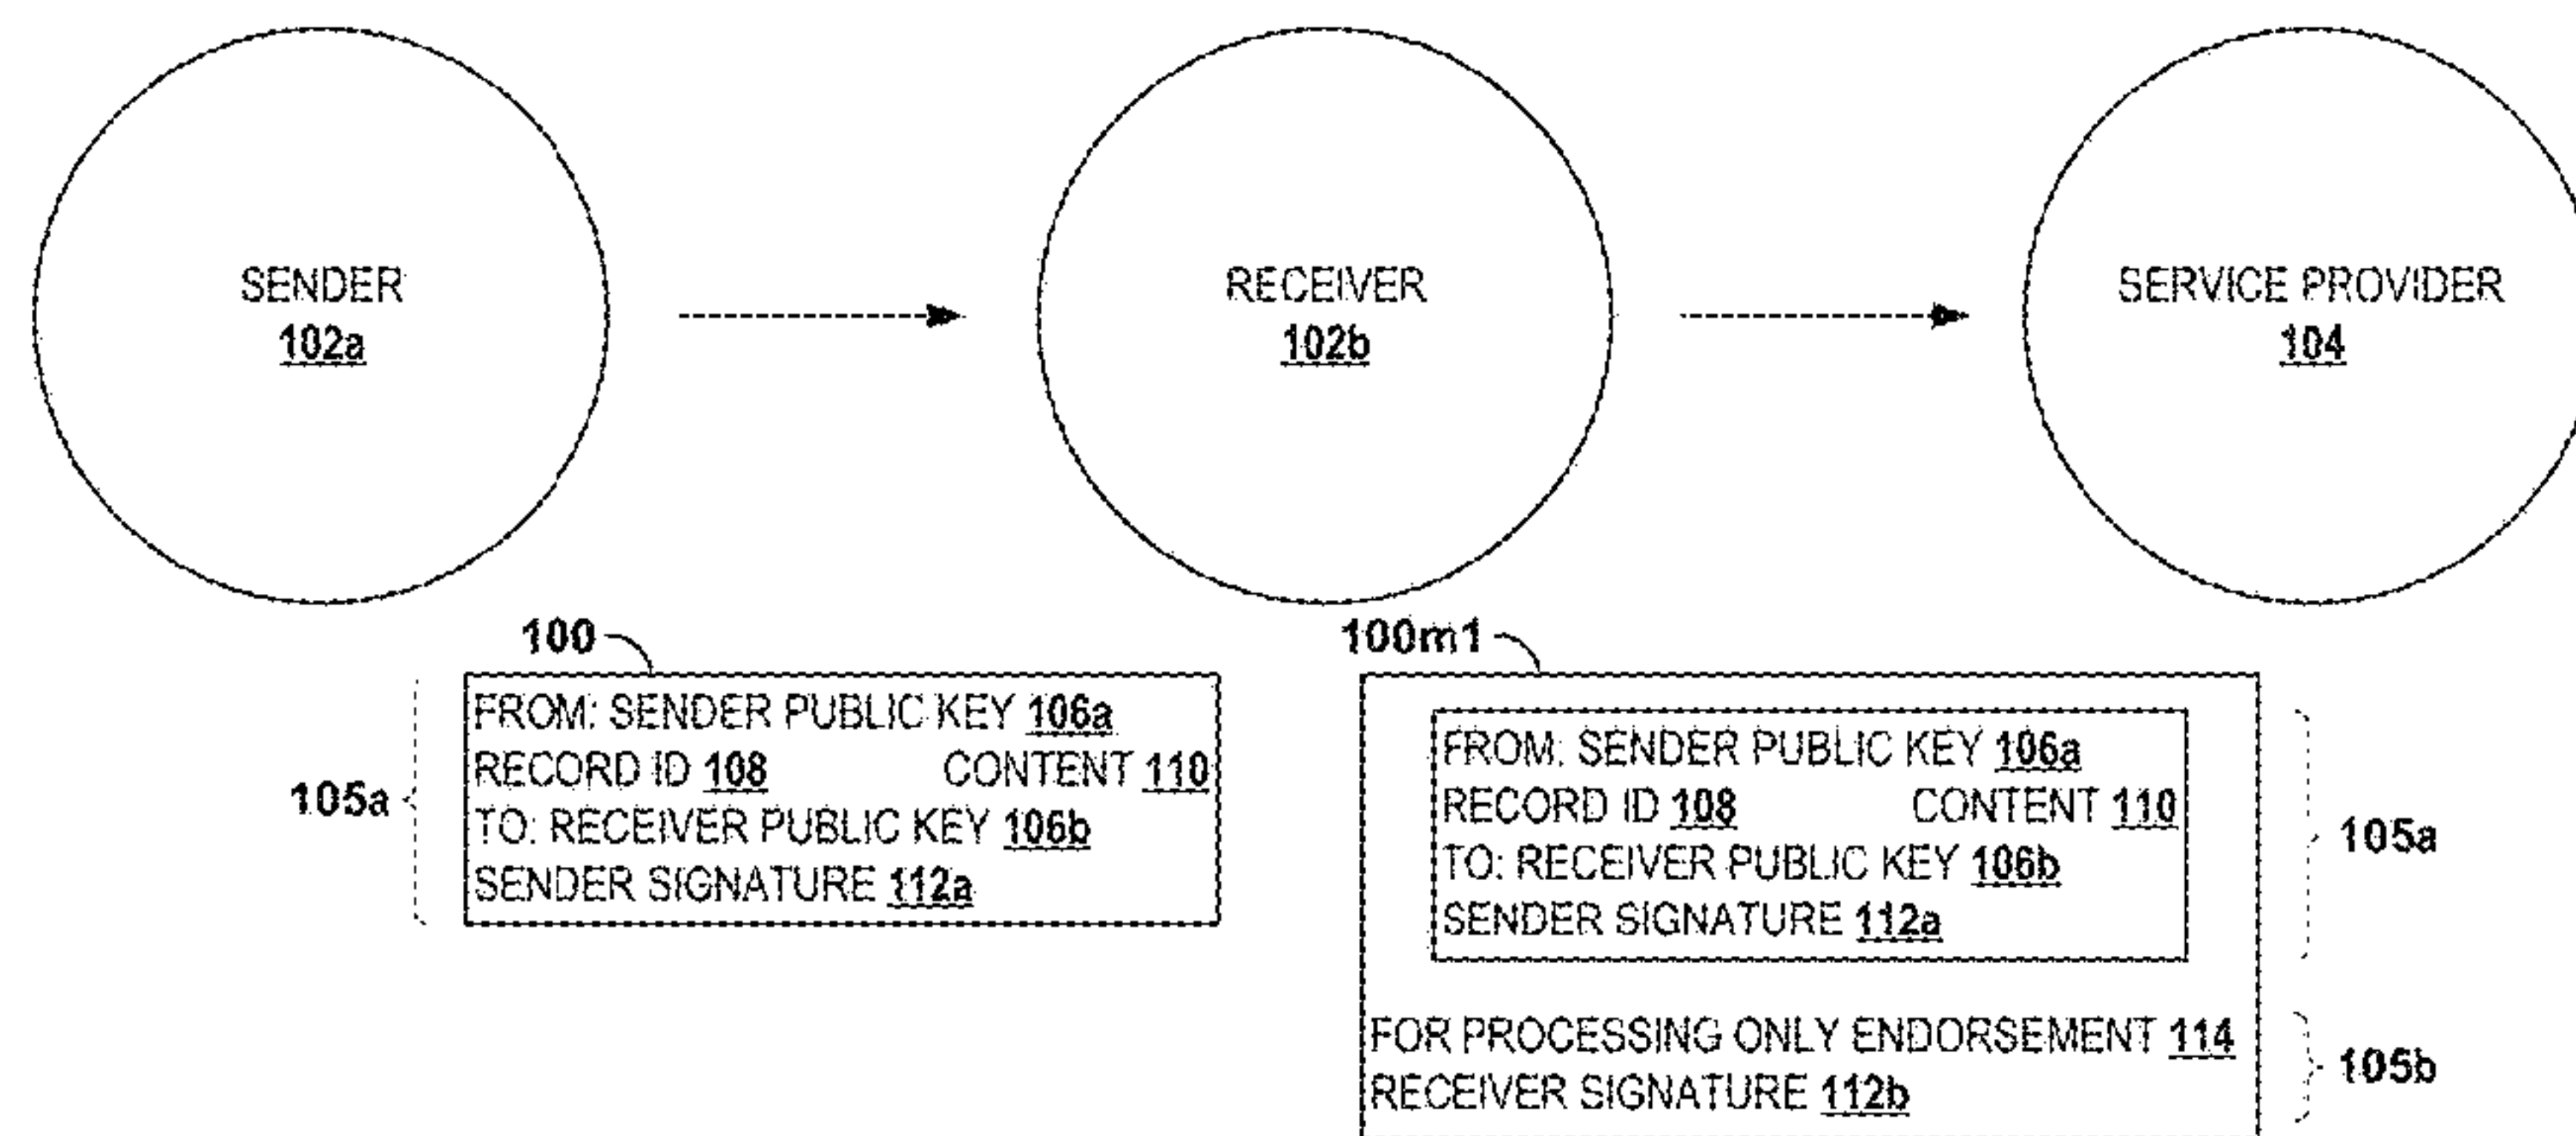 SENDER
102a
RECEIVER
102b
SERVICE PROVIDER
104
100
FROM: SENDER PUBLIC KEY 106a
RECORD ID 108 CONTENT 110
TO: RECEIVER PUBLIC KEY 106b
SENDER SIGNATURE 112a
105a
100m1
FROM: SENDER PUBLIC KEY 106a
RECORD ID 108 CONTENT 110
TO: RECEIVER PUBLIC KEY 106b
SENDER SIGNATURE 112a
105a
FOR PROCESSING ONLY ENDORSEMENT 114
RECEIVER SIGNATURE 112b
105b